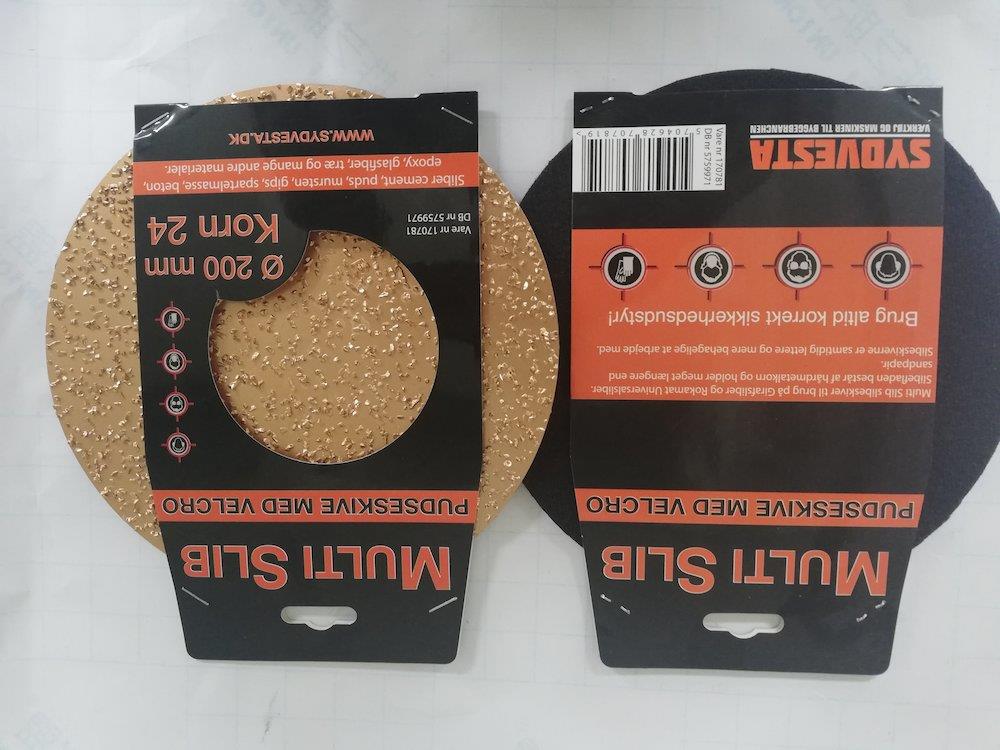 MULTI SLIB
PUDSESKIVE MED VELCRO
Ø 200 mm
Korn 24
Vare nr 170781
DB nr 5759971
Sliber cement, puds, mursten, gips, spartelmasse, beton,
epoxy, glasfiber, træ og mange andre materialer.
WWW.SYDVESTA.DK
MULTI SLIB
PUDSESKIVE MED VELCRO
Multi Slib slibeskiver til brug på Girafsliber og Rokamat Universalsliber.
Slibefladen består af hårdmetalkorn og holder meget længere end
sandpapir.
Slibeskiverne er samtidig lettere og mere behagelige at arbejde med.
Brug altid korrekt sikkerhedsudstyr!
SYDVESTA
VÆRKTØJ OG MASKINER TIL BYGGEBRANCHEN
Vare nr 170781
DB nr 5759971
5 704628 707819 >